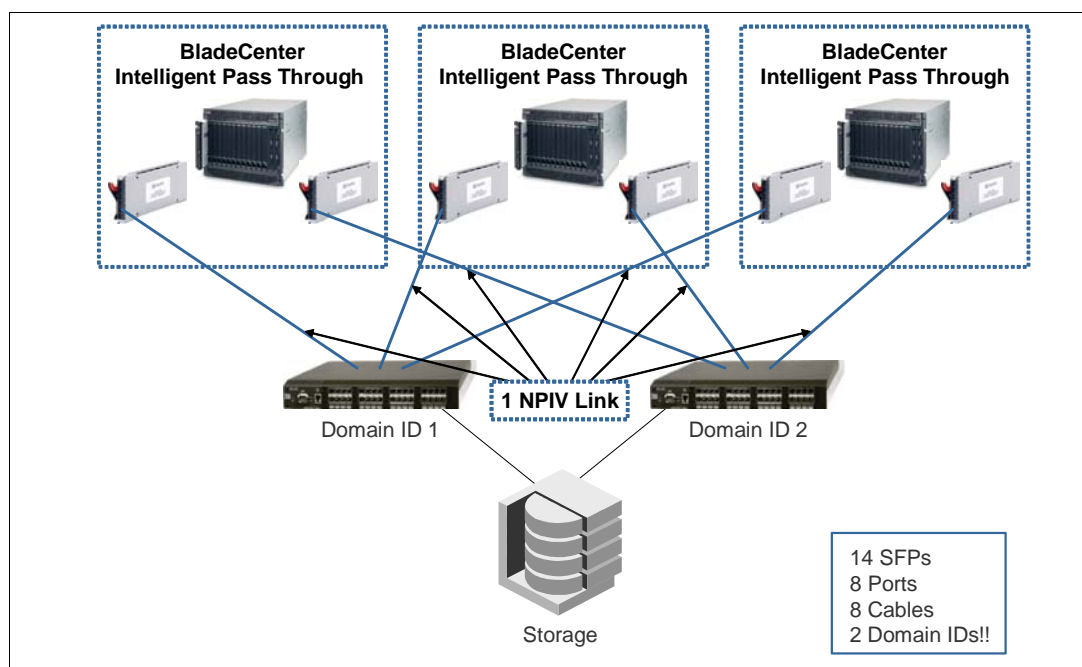 BladeCenter
Intelligent Pass Through
BladeCenter
Intelligent Pass Through
BladeCenter
Intelligent Pass Through
1 NPIV Link
Domain ID 1
Domain ID 2
Storage
14 SFPs
8 Ports
8 Cables
2 Domain IDs!!